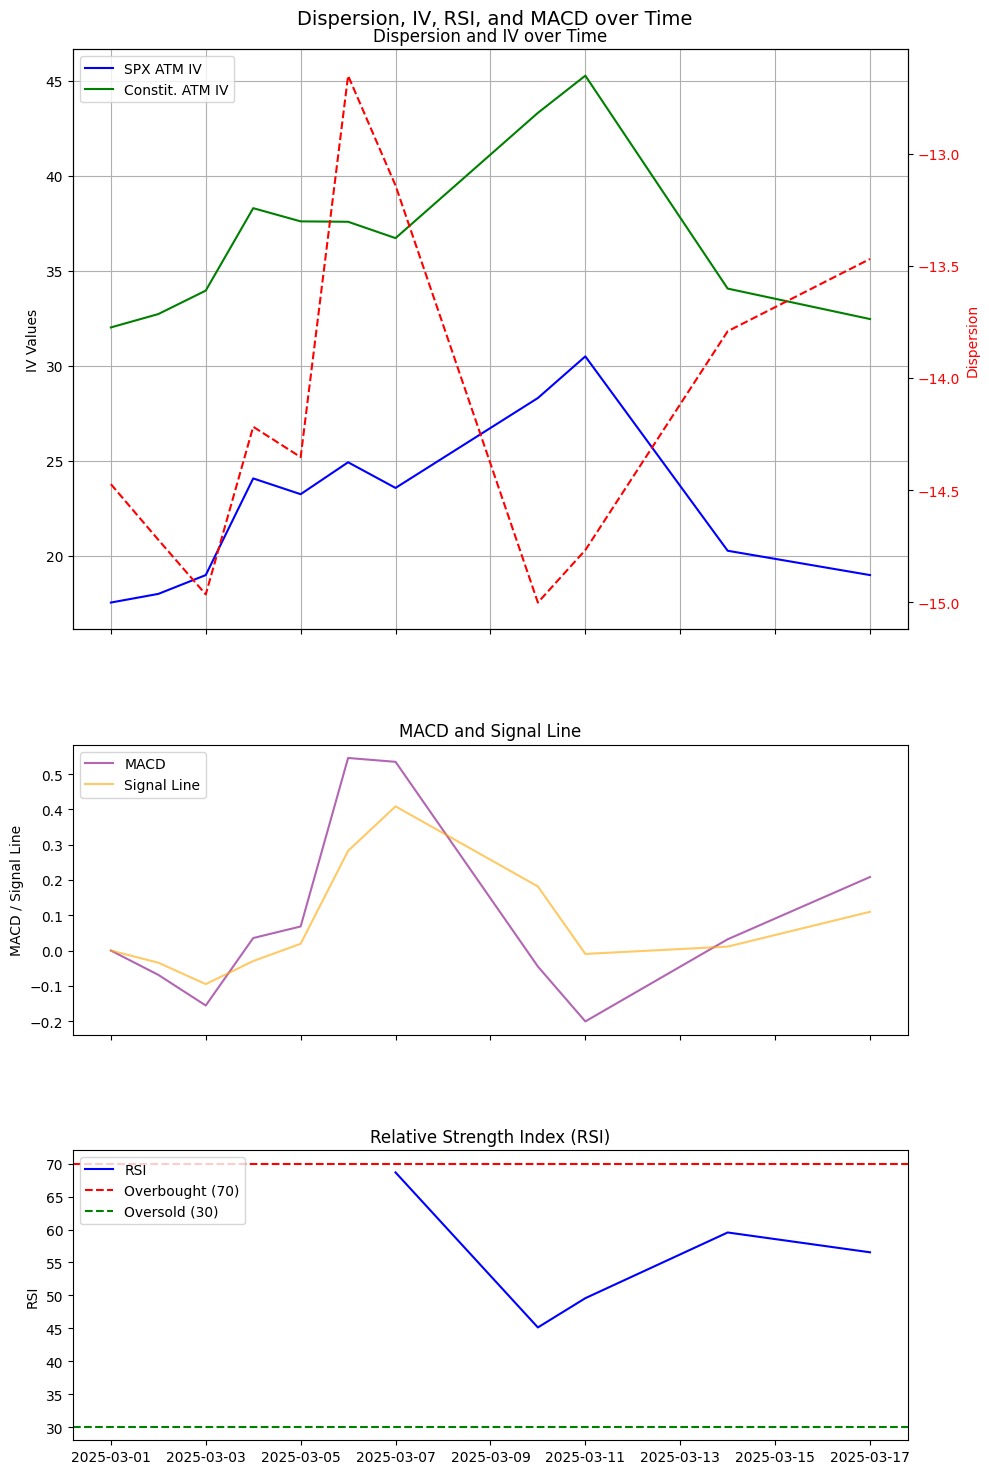 Dispersion, IV, RSI, and MACD over Time
Dispersion and IV over Time
SPX ATM IV
Constit. ATM IV
IV Values
45
40
35
30
25
20
Dispersion
−13.0
−13.5
−14.0
−14.5
−15.0
MACD and Signal Line
MACD
Signal Line
MACD / Signal Line
0.5
0.4
0.3
0.2
0.1
0.0
−0.1
−0.2
Relative Strength Index (RSI)
RSI
Overbought (70)
Oversold (30)
RSI
70
65
60
55
50
45
40
35
30
2025-03-01 2025-03-03 2025-03-05 2025-03-07 2025-03-09 2025-03-11 2025-03-13 2025-03-15 2025-03-17